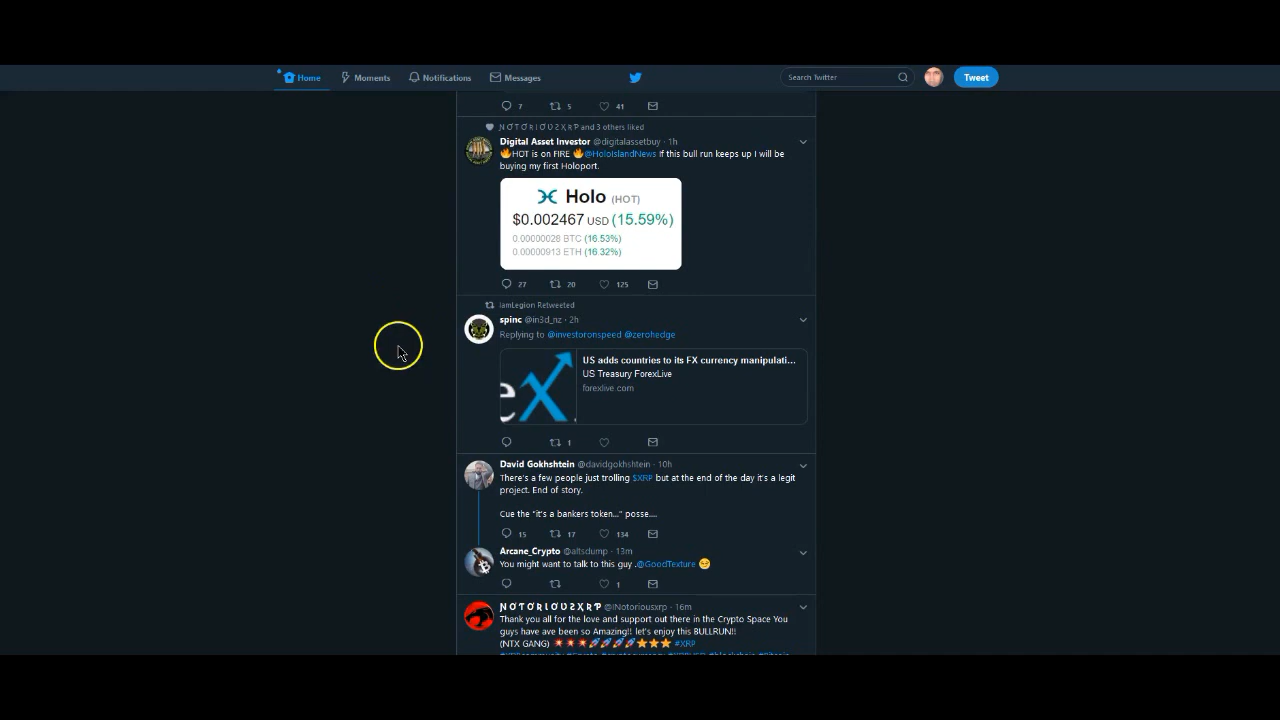 Home Moments Notifications Messages Search Twitter Tweet
7 5 41
NOTORIOUSXRP and 3 others liked
Digital Asset Investor @digitalassetbuy · 1h
🔥HOT is on FIRE 🔥@HoloIslandNews If this bull run keeps up I will be
buying my first Holoport.
Holo (HOT)
$0.002467 USD (15.59%)
0.00000028 BTC (16.53%)
0.00000913 ETH (16.32%)
27 20 125
IamLegion Retweeted
spinc @in3d_nz · 2h
Replying to @investoronspeed @zerohedge
US adds countries to its FX currency manipulati...
US Treasury ForexLive
forexlive.com
eX
1
David Gokhshtein @davidgokhshtein · 10h
There's a few people just trolling $XRP but at the end of the day it's a legit
project. End of story.
Cue the "it's a bankers token..." posse....
15 17 134
Arcane_Crypto @altsdump · 13m
You might want to talk to this guy .@GoodTexture 😊
1
NOTORIOUSXRP @INotoriousxrp · 16m
Thank you all for the love and support out there in the Crypto Space You
guys have ave been so Amazing!! let's enjoy this BULLRUN!!
(NTX GANG) 💥💥💥🚀🚀🚀🚀⭐⭐⭐ #XRP